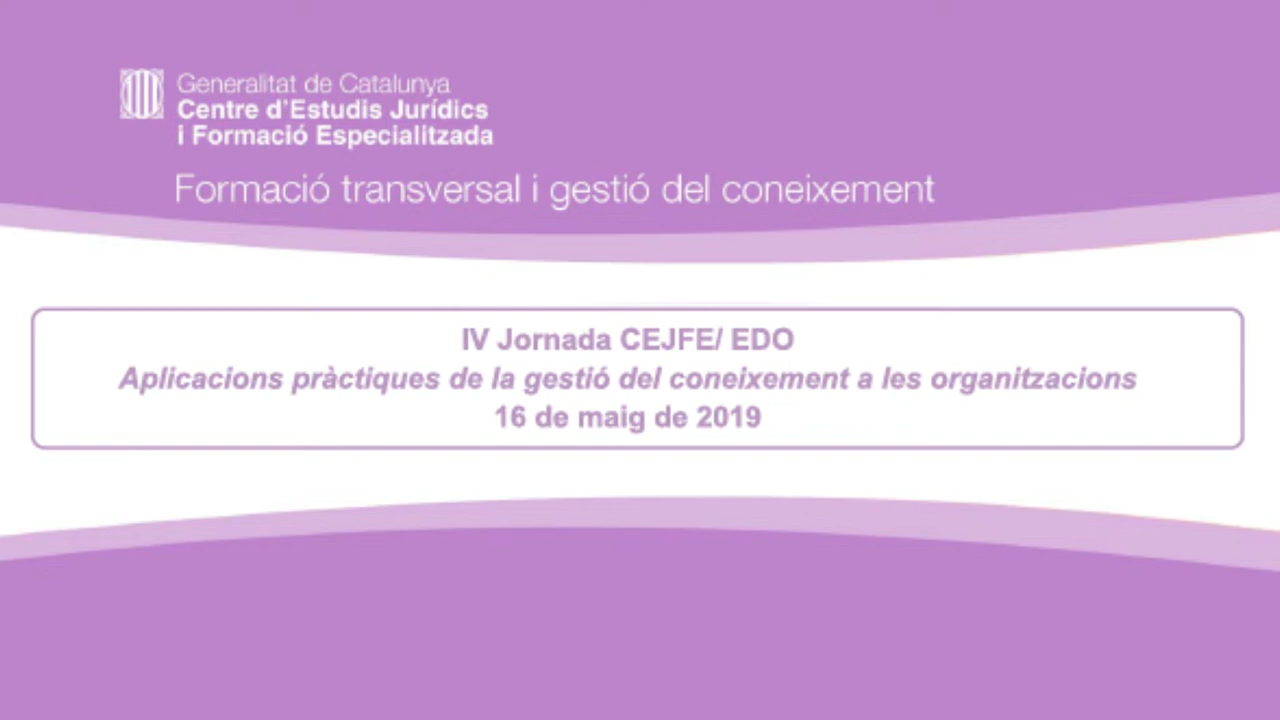 Generalitat de Catalunya
Centre d'Estudis Jurídics
i Formació Especialitzada
Formació transversal i gestió del coneixement
IV Jornada CEJFE/ EDO
Aplicacions pràctiques de la gestió del coneixement a les organitzacions
16 de maig de 2019